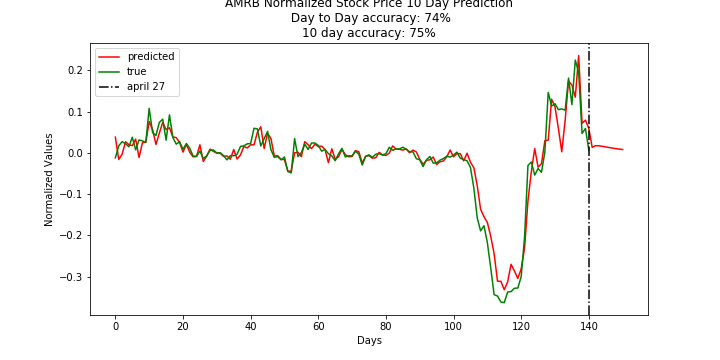 AMRB Normalized Stock Price 10 Day Prediction
Day to Day accuracy: 74%
10 day accuracy: 75%
predicted
true
april 27
Normalized Values
0.2
0.1
0.0
−0.1
−0.2
−0.3
0 20 40 60 80 100 120 140
Days